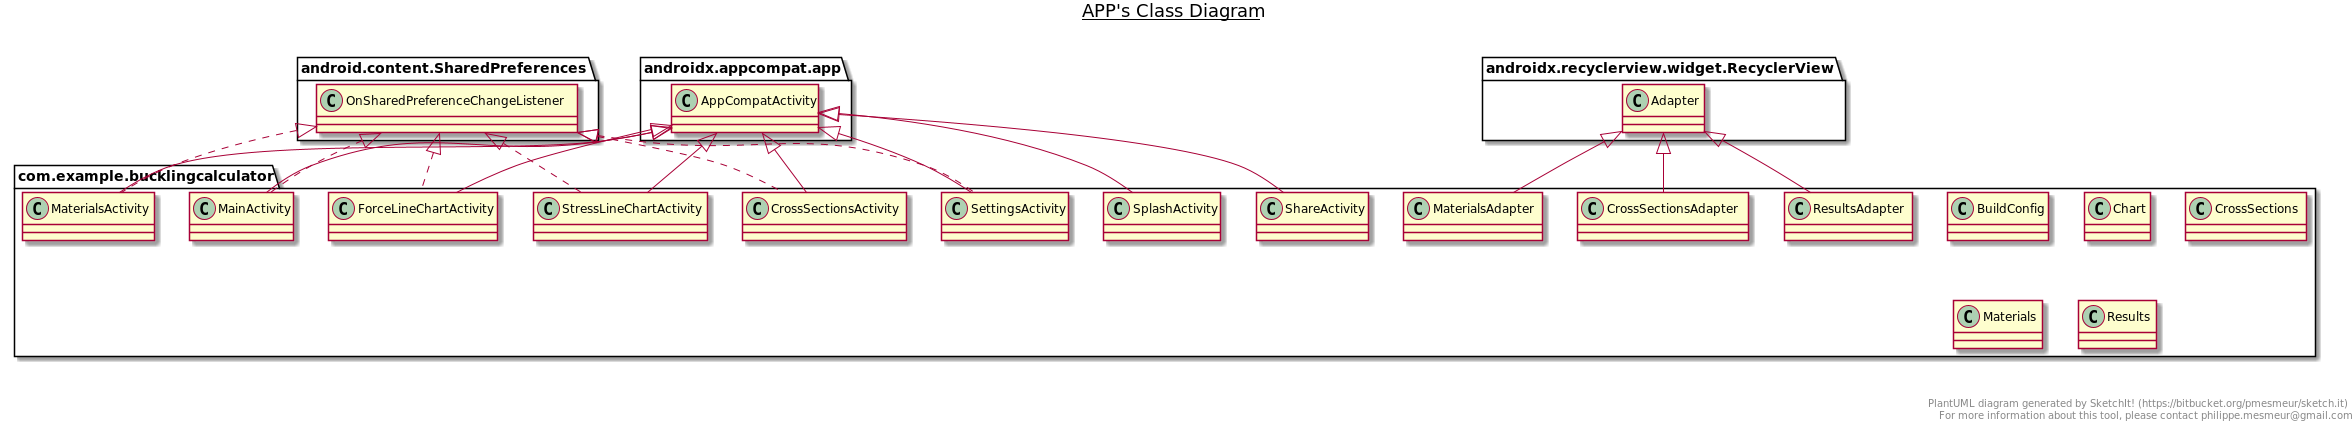 APP's Class Diagram
android.content.SharedPreferences
androidx.appcompat.app
androidx.recyclerview.widget.RecyclerView
C OnSharedPreferenceChangeListener
C AppCompatActivity
C Adapter
com.example.bucklingcalculator
C MaterialsActivity
C MainActivity
C ForceLineChartActivity
C StressLineChartActivity
C CrossSectionsActivity
C SettingsActivity
C SplashActivity
C ShareActivity
C MaterialsAdapter
C CrossSectionsAdapter
C ResultsAdapter
C BuildConfig
C Chart
C CrossSections
C Materials
C Results
PlantUML diagram generated by SketchIt! (https://bitbucket.org/pmesmeur/sketch.it)
For more information about this tool, please contact philippe.mesmeur@gmail.com